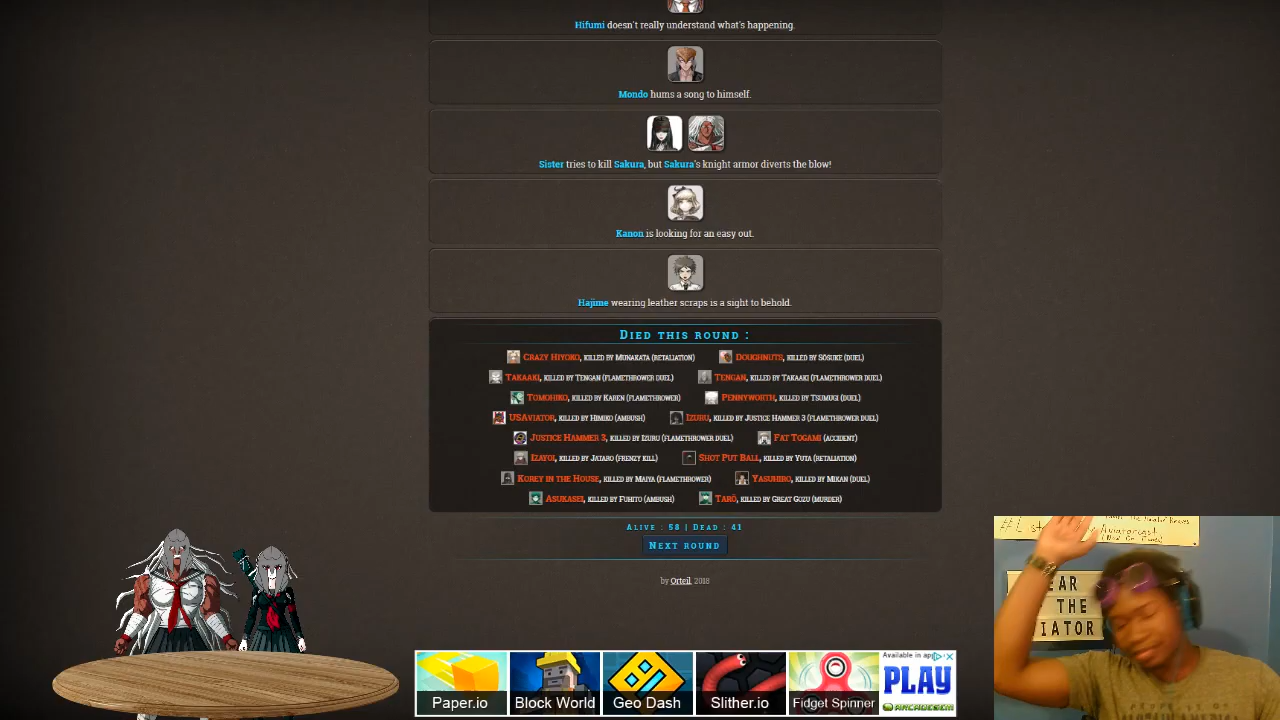 Hifumi doesn't really understand what's happening.
Mondo hums a song to himself.
Sister tries to kill Sakura, but Sakura's knight armor diverts the blow!
Kanon is looking for an easy out.
Hajime wearing leather scraps is a sight to behold.
Died this round :
Crazy Hiyoko, killed by Munakata (retaliation) Doughnuts, killed by Sōsuke (duel)
Takaaki, killed by Tengan (flamethrower duel) Tengan, killed by Takaaki (flamethrower duel)
Tomohiko, killed by Karen (flamethrower) Pennyworth, killed by Tsumugi (duel)
USAviator, killed by Himiko (ambush) Izuru, killed by Justice Hammer 3 (flamethrower duel)
Justice Hammer 3, killed by Izuru (flamethrower duel) Fat Togami (accident)
Izayoi, killed by Jataro (frenzy kill) Shot Put Ball, killed by Yuta (retaliation)
Korey in the House, killed by Maiya (flamethrower) Yasuhiro, killed by Mikan (duel)
Asukasei, killed by Fuhito (ambush) Tarō, killed by Great Gozu (murder)
Alive : 58 | Dead : 41
Next round
by Orteil, 2018
Paper.io
Block World
Geo Dash
Slither.io
Fidget Spinner
Available in
PLAY
EAR
THE
IATOR